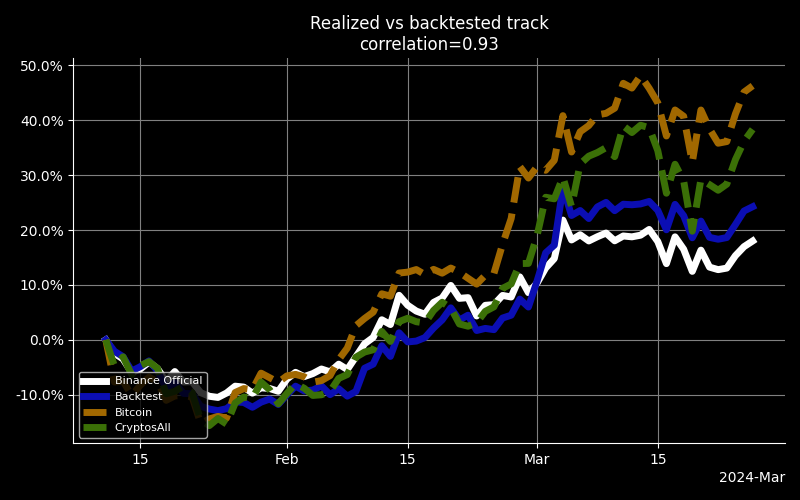 Realized vs backtested track
correlation=0.93
50.0%
40.0%
30.0%
20.0%
10.0%
0.0%
-10.0%
Binance Official
Backtest
Bitcoin
CryptosAll
15
Feb
15
Mar
15
2024-Mar